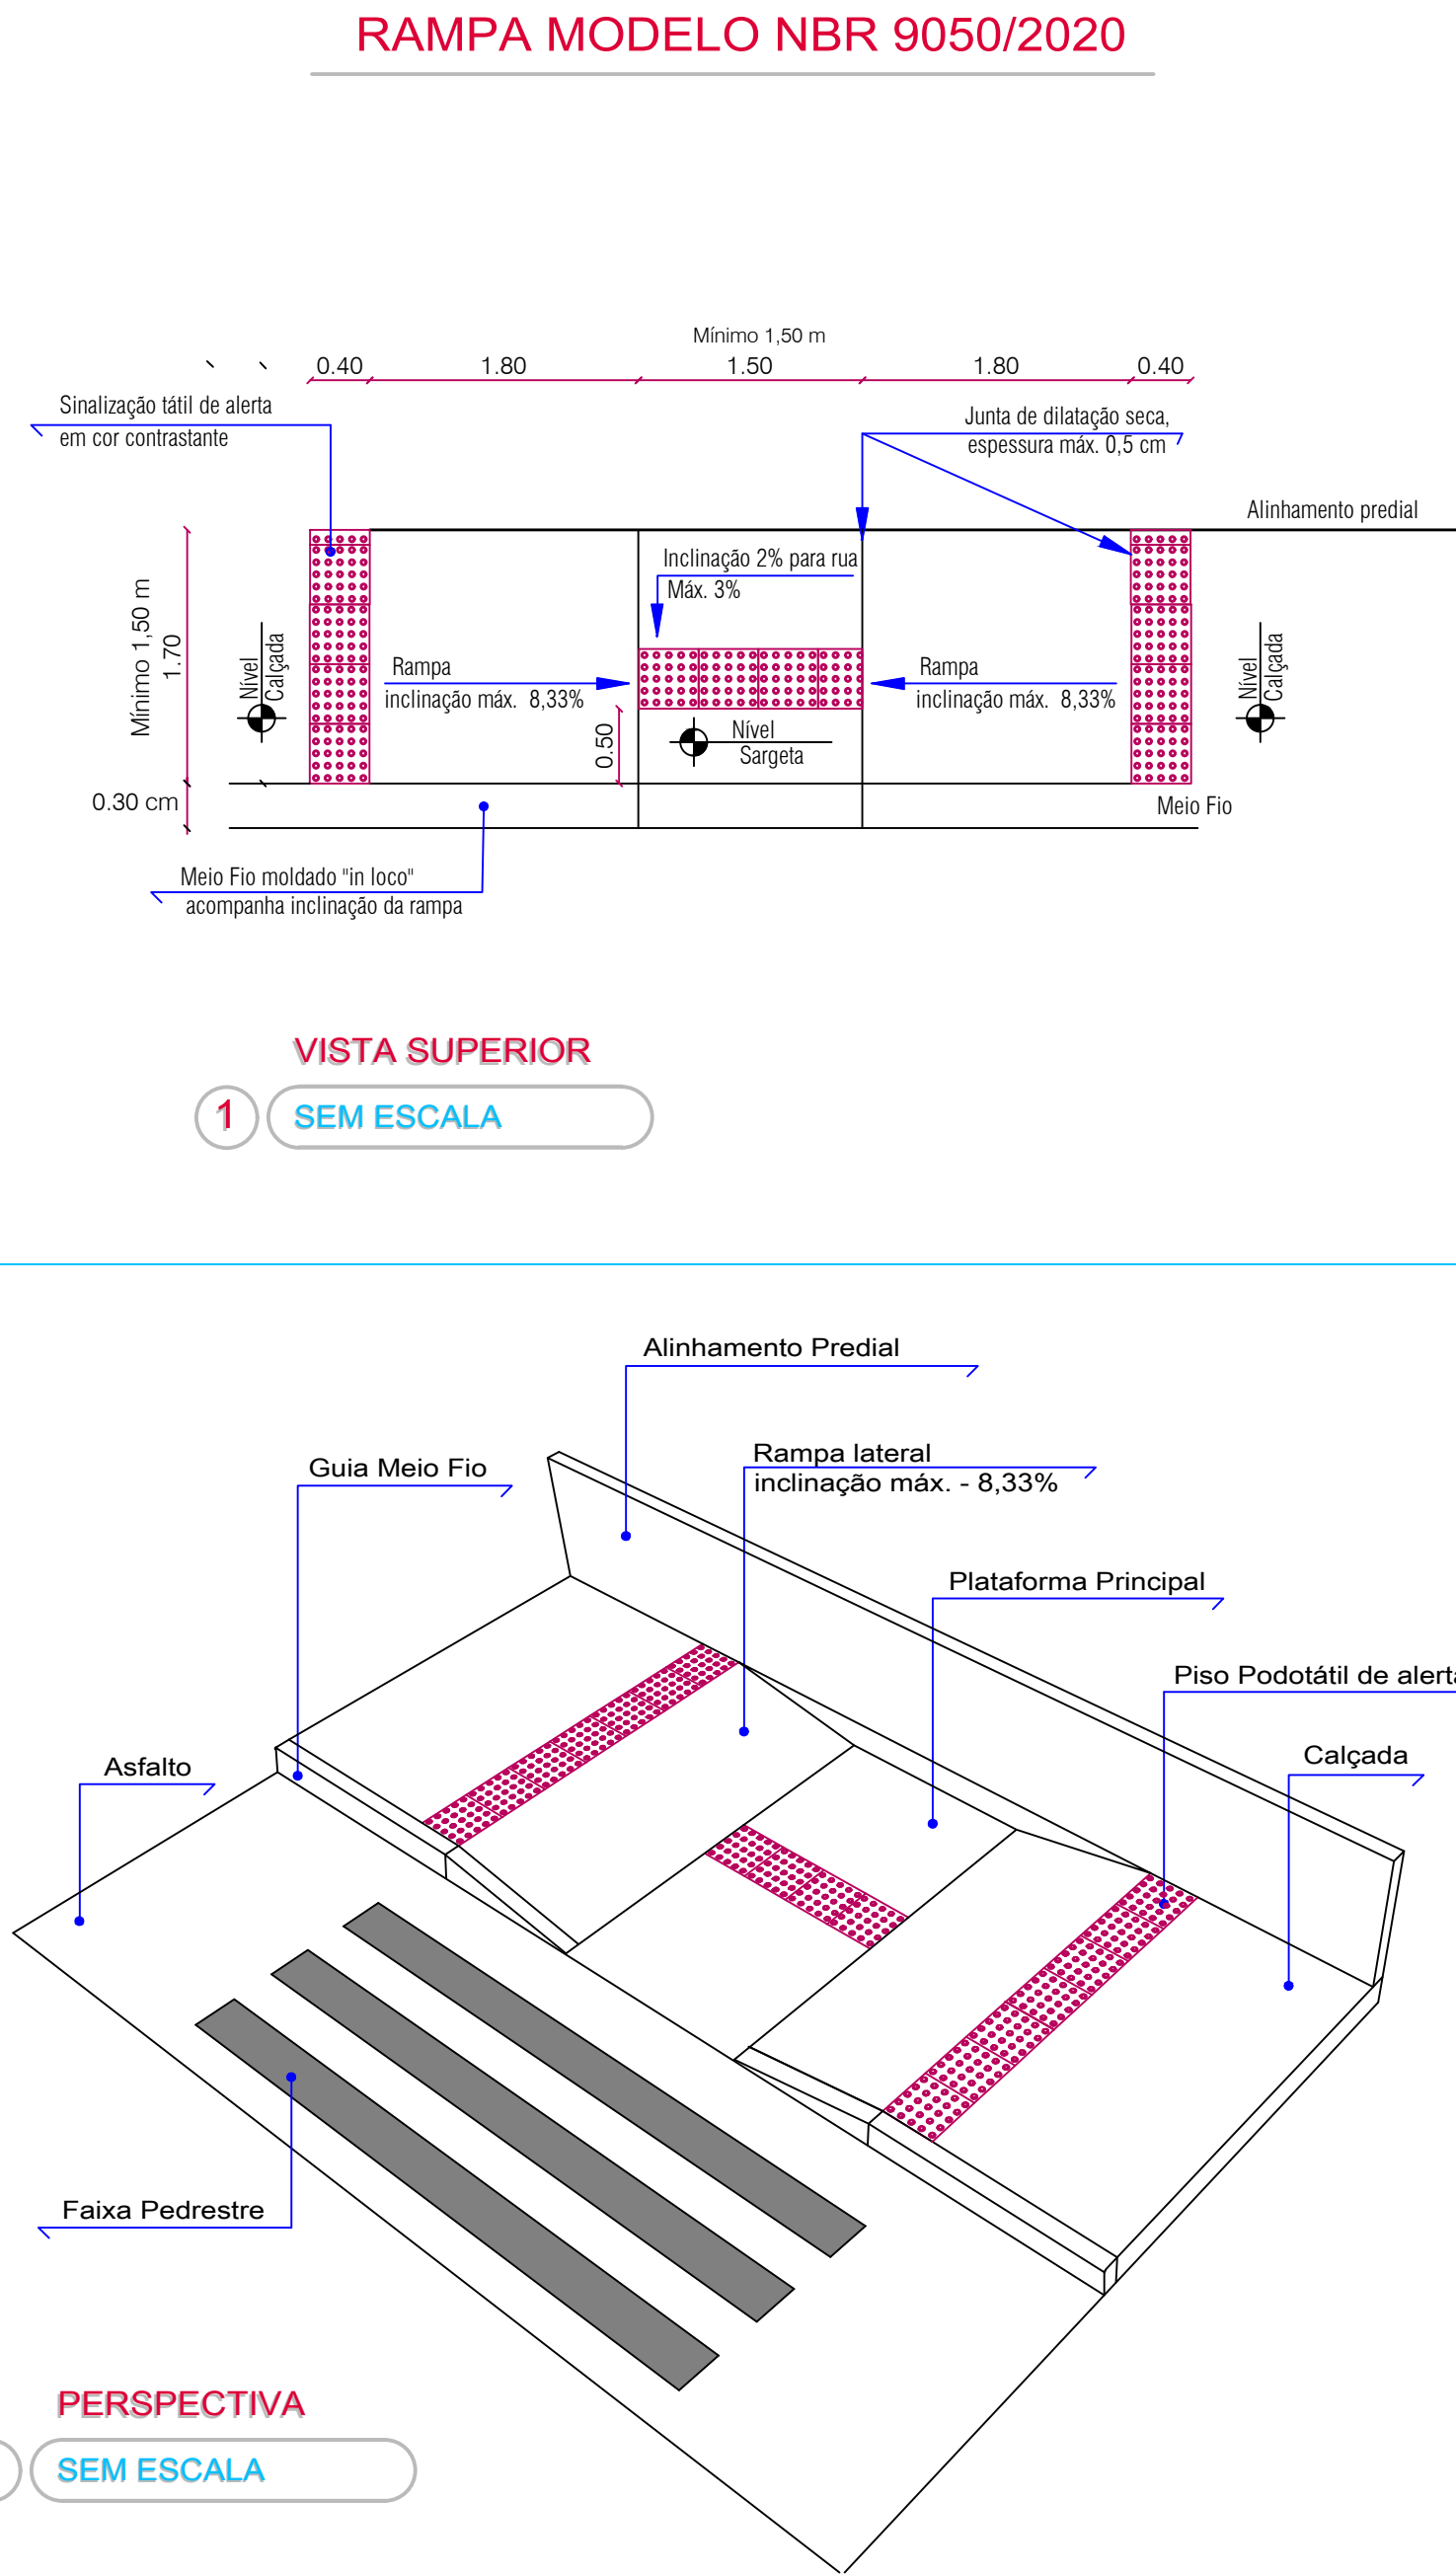 RAMPA MODELO NBR 9050/2020
Mínimo 1,50 m
0.40
1.80
1.50
1.80
0.40
Sinalização tátil de alerta
em cor contrastante
Junta de dilatação seca,
espessura máx. 0,5 cm
Alinhamento predial
Inclinação 2% para rua
Máx. 3%
Mínimo 1,50 m
1.70
Nível
Calçada
Rampa
inclinação máx. 8,33%
Rampa
inclinação máx. 8,33%
Nível
Calçada
0.50
Nível
Sargeta
0.30 cm
Meio Fio
Meio Fio moldado "in loco"
acompanha inclinação da rampa
VISTA SUPERIOR
1
SEM ESCALA
Alinhamento Predial
Rampa lateral
inclinação máx. - 8,33%
Guia Meio Fio
Plataforma Principal
Piso Podotátil de alerta
Calçada
Asfalto
Faixa Pedrestre
PERSPECTIVA
SEM ESCALA